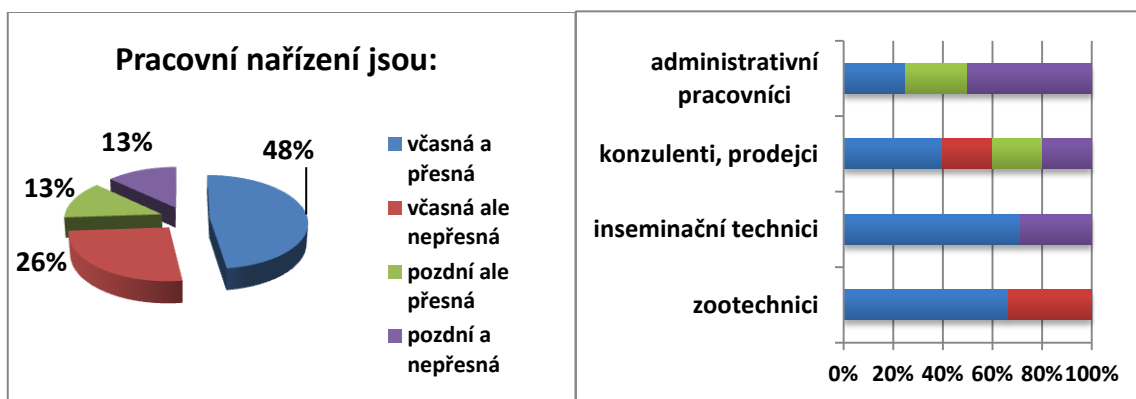 Pracovní nařízení jsou:
13%
48%
13%
26%
včasná a
přesná
včasná ale
nepřesná
pozdní ale
přesná
pozdní a
nepřesná
administrativní
pracovníci
konzulenti, prodejci
inseminační technici
zootechnici
0% 20% 40% 60% 80% 100%